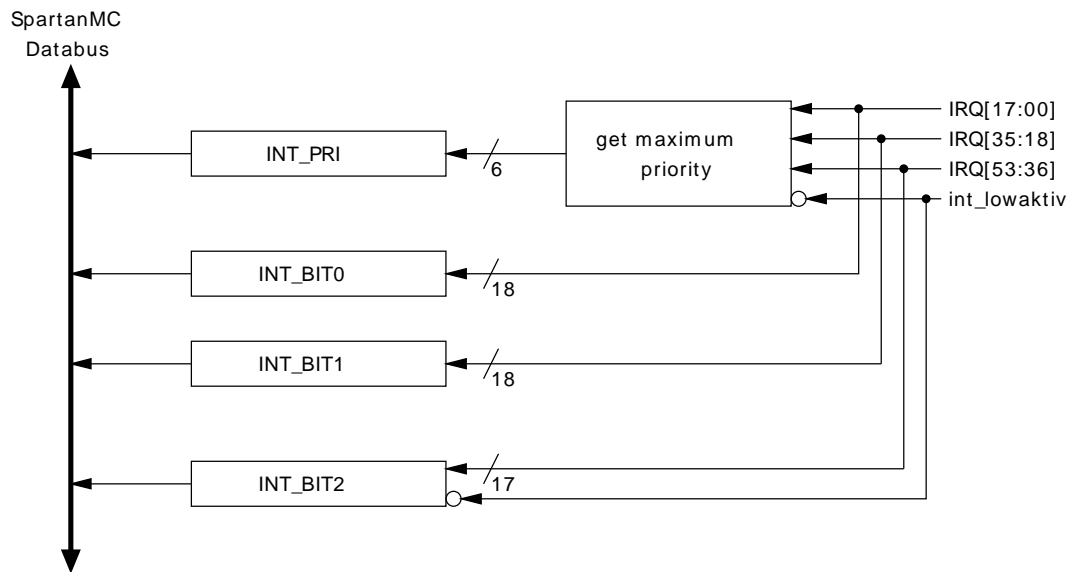 SpartanMC
Databus
IRQ[17:00]
get maximum
priority
IRQ[35:18]
INT_PRI
6
IRQ[53:36]
int_lowaktiv
INT_BIT0
18
INT_BIT1
18
INT_BIT2
17